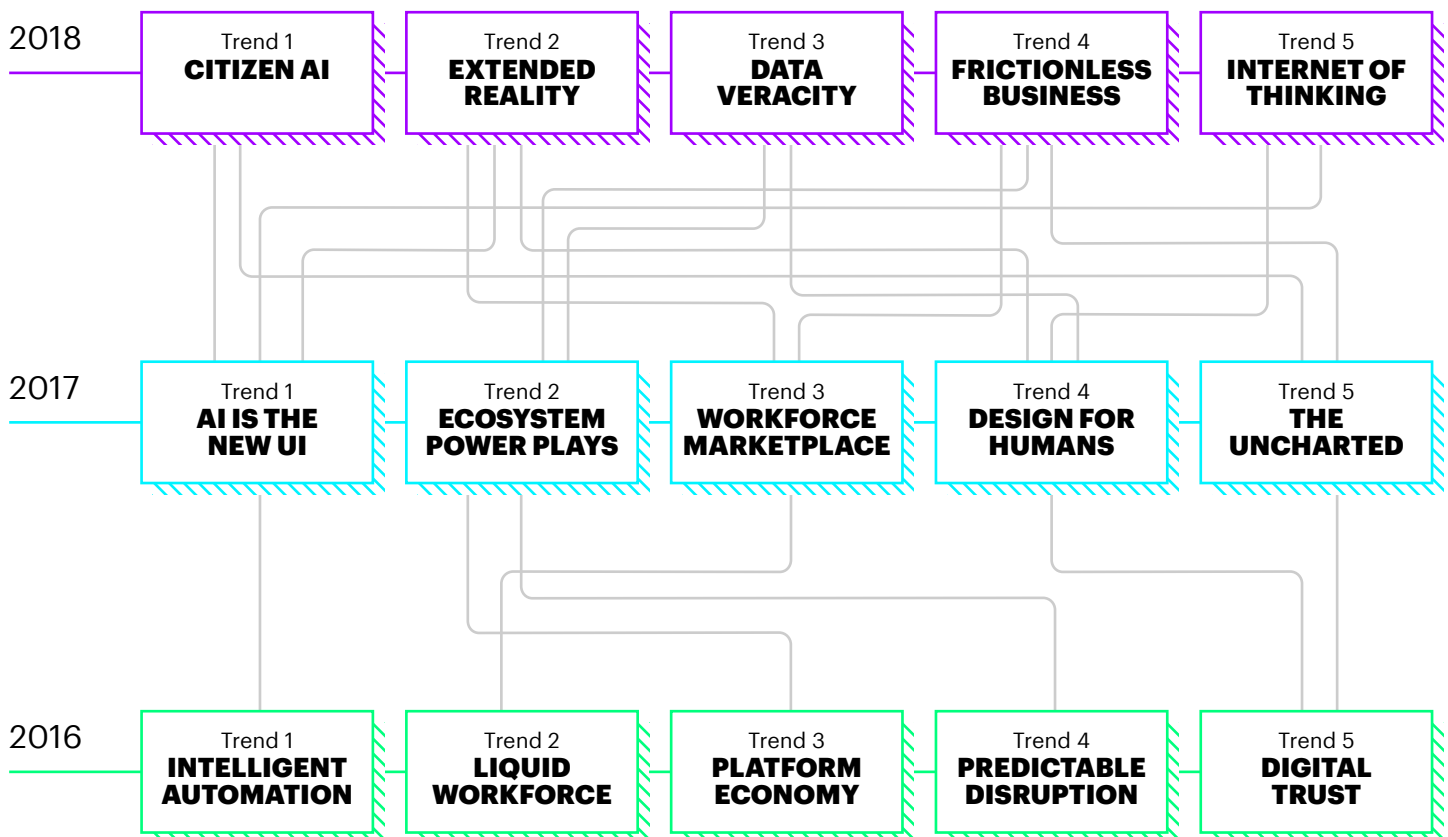 2018
Trend 1
CITIZEN AI
Trend 2
EXTENDED
REALITY
Trend 3
DATA
VERACITY
Trend 4
FRICTIONLESS
BUSINESS
Trend 5
INTERNET OF
THINKING
2017
Trend 1
AI IS THE
NEW UI
Trend 2
ECOSYSTEM
POWER PLAYS
Trend 3
WORKFORCE
MARKETPLACE
Trend 4
DESIGN FOR
HUMANS
Trend 5
THE
UNCHARTED
2016
Trend 1
INTELLIGENT
AUTOMATION
Trend 2
LIQUID
WORKFORCE
Trend 3
PLATFORM
ECONOMY
Trend 4
PREDICTABLE
DISRUPTION
Trend 5
DIGITAL
TRUST